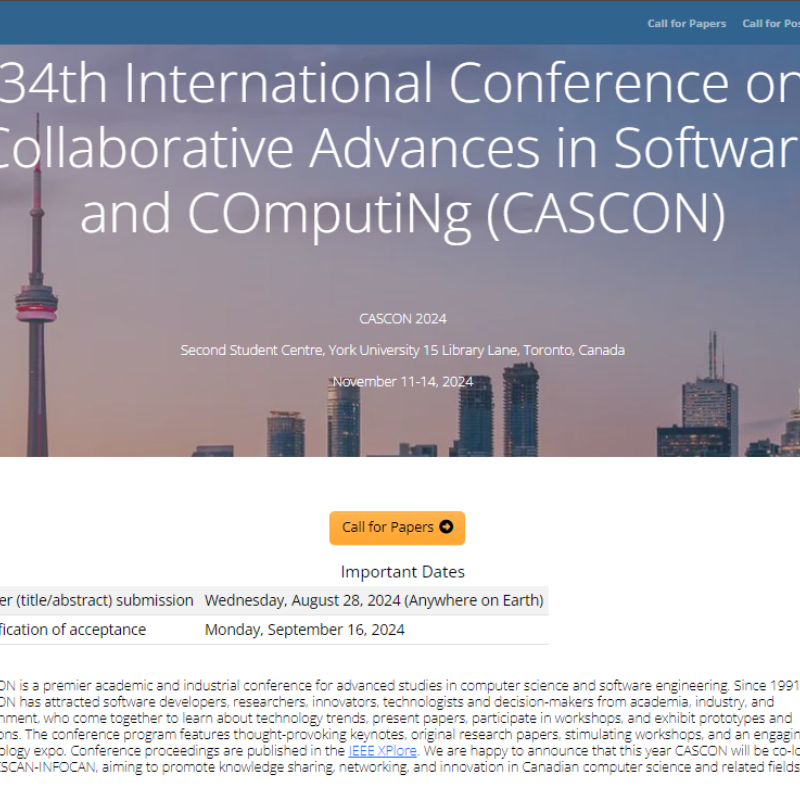 Call for Papers Call for Pos
34th International Conference on
Collaborative Advances in Softwar
and COmputiNg (CASCON)
CASCON 2024
Second Student Centre, York University 15 Library Lane, Toronto, Canada
November 11-14, 2024
Call for Papers
Important Dates
er (title/abstract) submission Wednesday, August 28, 2024 (Anywhere on Earth)
fication of acceptance Monday, September 16, 2024
ON is a premier academic and industrial conference for advanced studies in computer science and software engineering. Since 1991
ON has attracted software developers, researchers, innovators, technologists and decision-makers from academia, industry, and
nment, who come together to learn about technology trends, present papers, participate in workshops, and exhibit prototypes and
ons. The conference program features thought-provoking keynotes, original research papers, stimulating workshops, and an engagin
ology expo. Conference proceedings are published in the IEEE XPlore. We are happy to announce that this year CASCON will be co-lo
CSCAN-INFOCAN, aiming to promote knowledge sharing, networking, and innovation in Canadian computer science and related fields